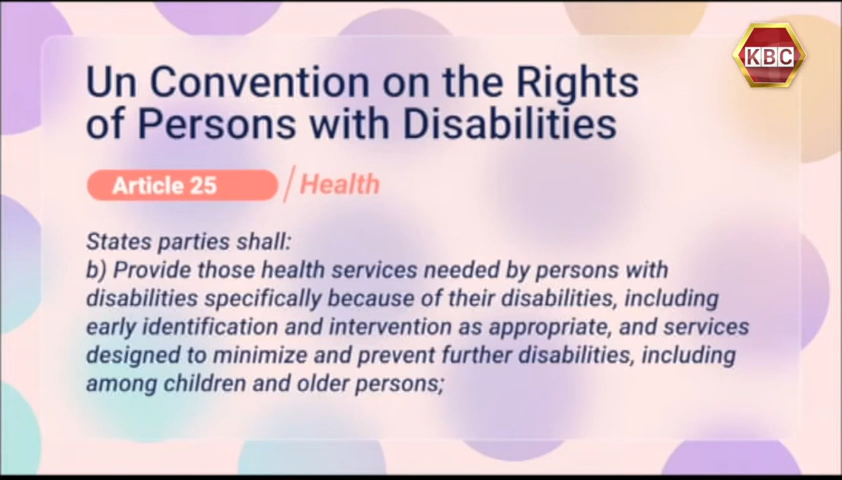 KBC
Un Convention on the Rights
of Persons with Disabilities
Article 25 / Health
States parties shall:
b) Provide those health services needed by persons with
disabilities specifically because of their disabilities, including
early identification and intervention as appropriate, and services
designed to minimize and prevent further disabilities, including
among children and older persons;